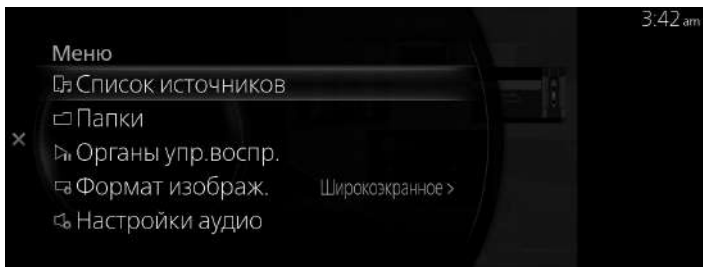 3:42 am
Меню
Список источников
Папки
Органы упр.воспр.
Формат изображ. Широкоэкранное >
Настройки аудио